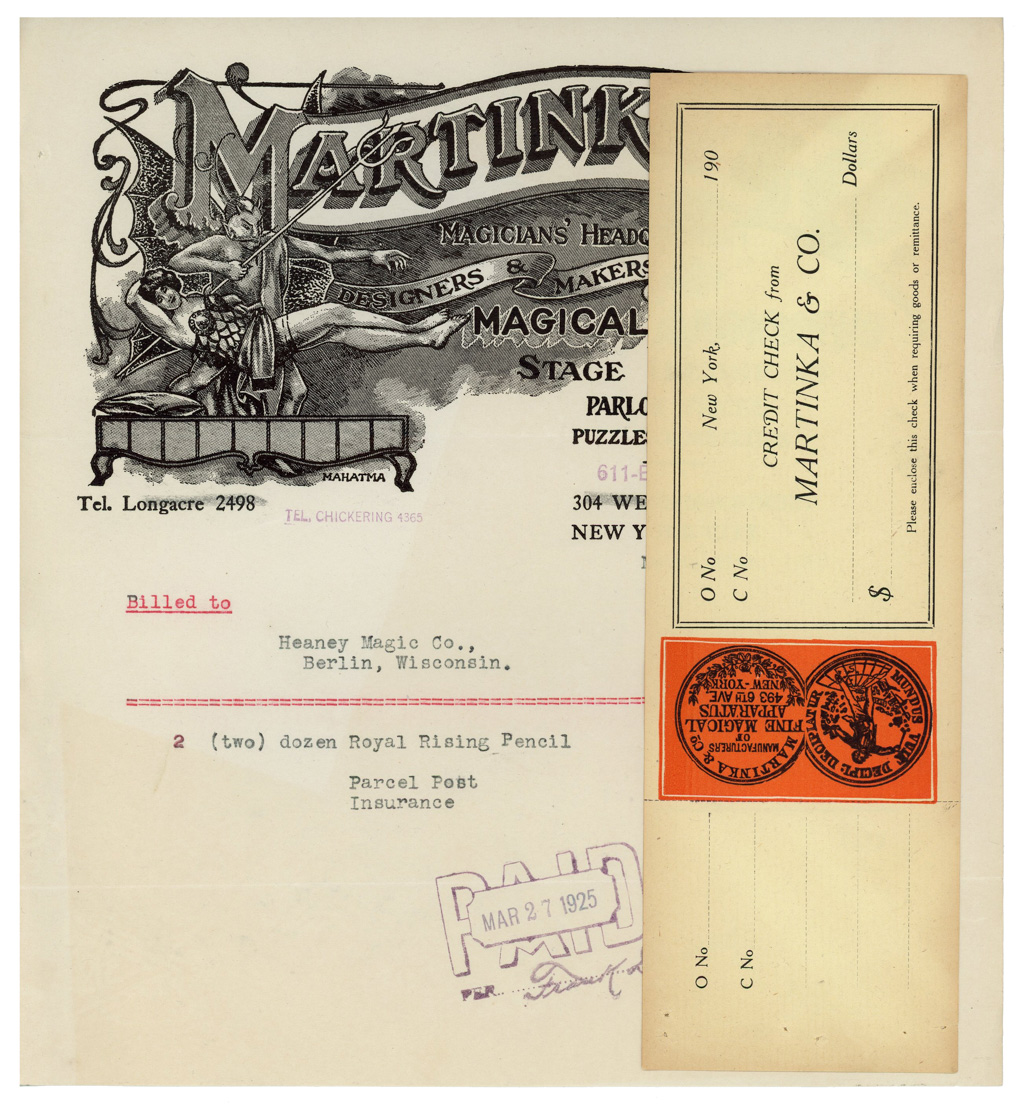 MARTINK
MAGICIAN'S HEADQ
DESIGNERS & MAKERS
MAGICAL
STAGE
PARLO
PUZZLE
611-B
304 WE
NEW Y
MAHATMA
Tel. Longacre 2498
TEL. CHICKERING 4365
Billed to
Heaney Magic Co.,
Berlin, Wisconsin.
2 (two) dozen Royal Rising Pencil
Parcel Post
Insurance
PAID
MAR 27 1925
PER
Frank
O No New York, 190
C No
CREDIT CHECK from
MARTINKA & CO.
Dollars
$
Please enclose this check when requiring goods or remittance.
MARTINKA & CO.
MANUFACTURERS
OF
FINE MAGICAL
APPARATUS
493 6TH AVE
NEW-YORK
MUNDUS VULT DECIPI: DECIPIANTUR
O No
C No